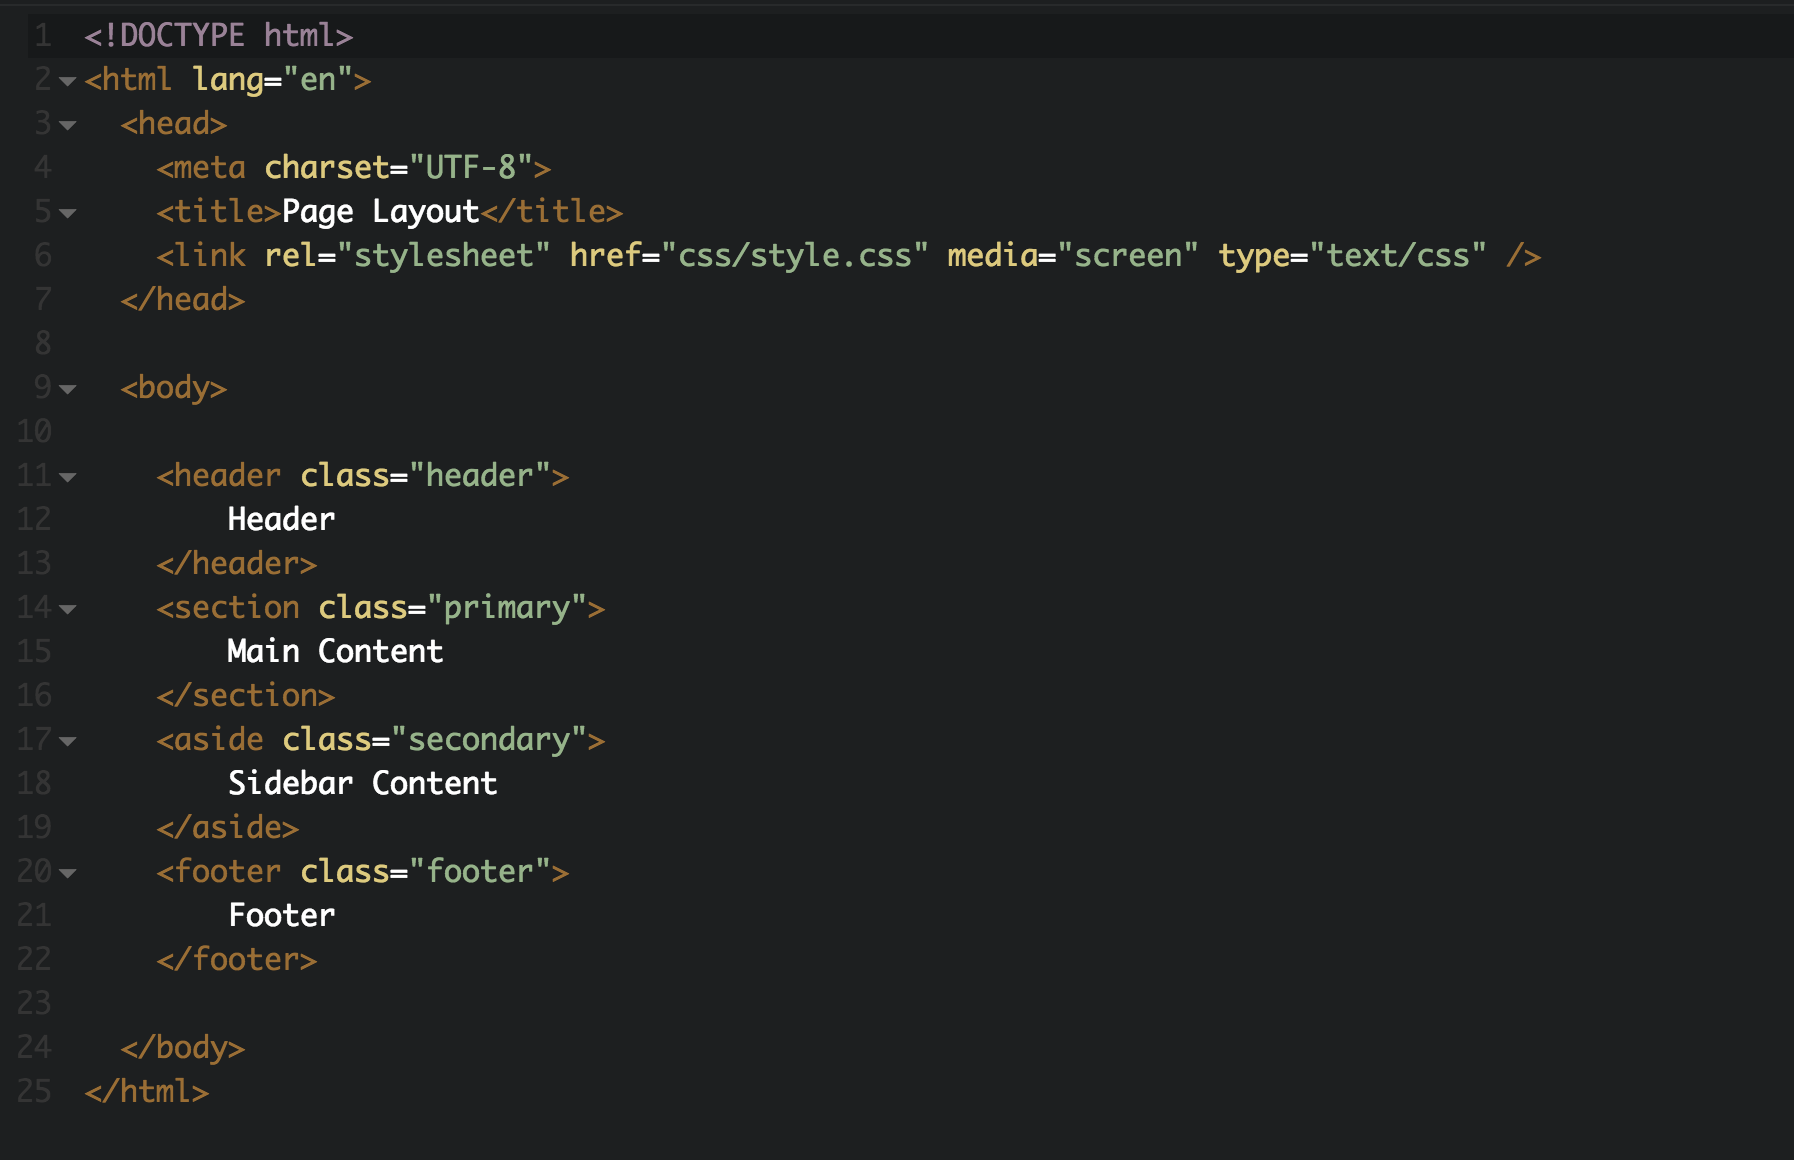 1 <!DOCTYPE html>
2 <html lang="en">
3   <head>
4     <meta charset="UTF-8">
5     <title>Page Layout</title>
6     <link rel="stylesheet" href="css/style.css" media="screen" type="text/css" />
7   </head>
8
9   <body>
10
11     <header class="header">
12         Header
13     </header>
14     <section class="primary">
15         Main Content
16     </section>
17     <aside class="secondary">
18         Sidebar Content
19     </aside>
20     <footer class="footer">
21         Footer
22     </footer>
23
24   </body>
25 </html>